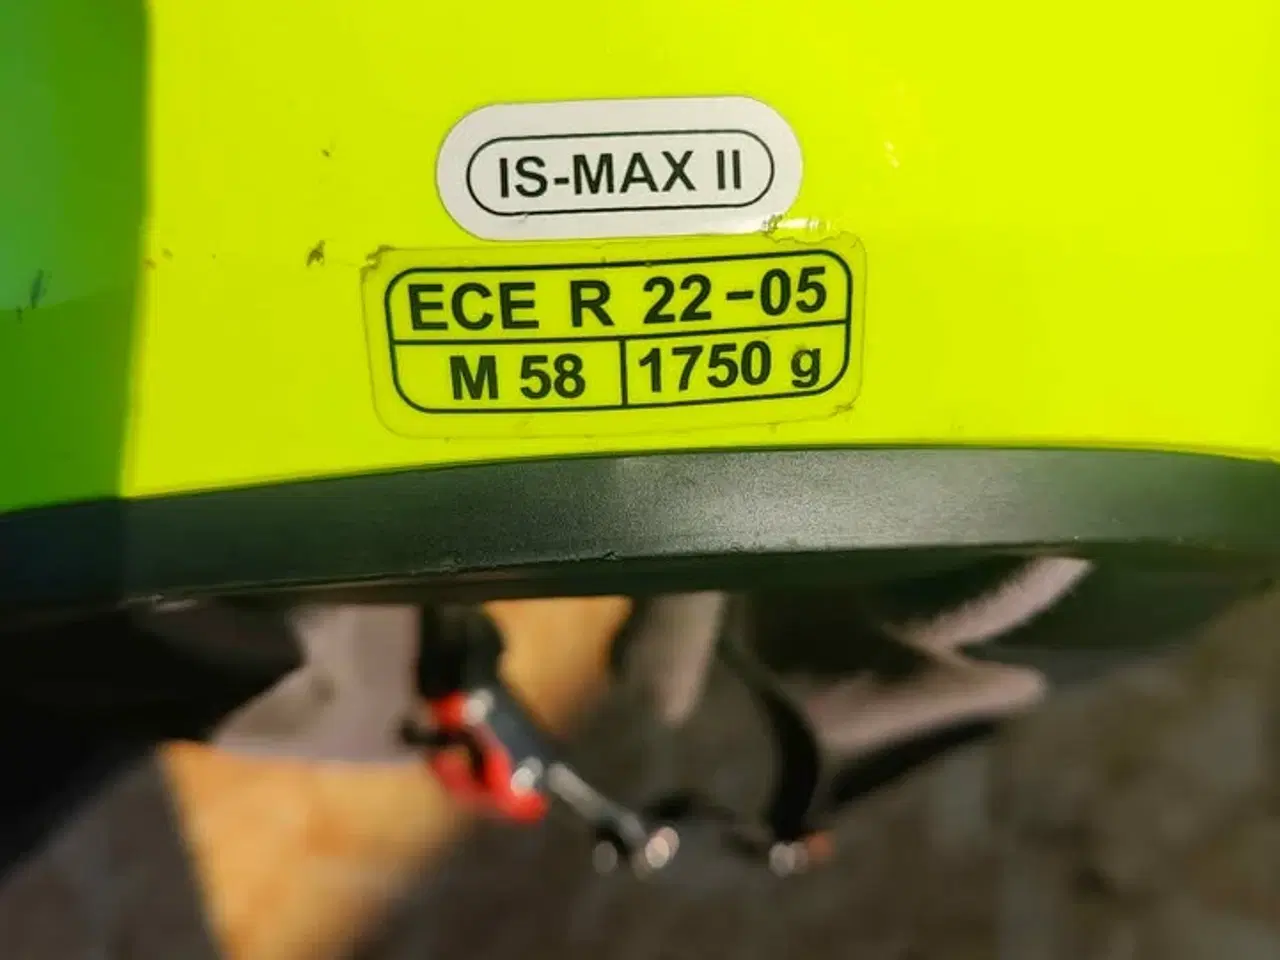 IS-MAX II
ECE R 22-05
M 58 1750 g